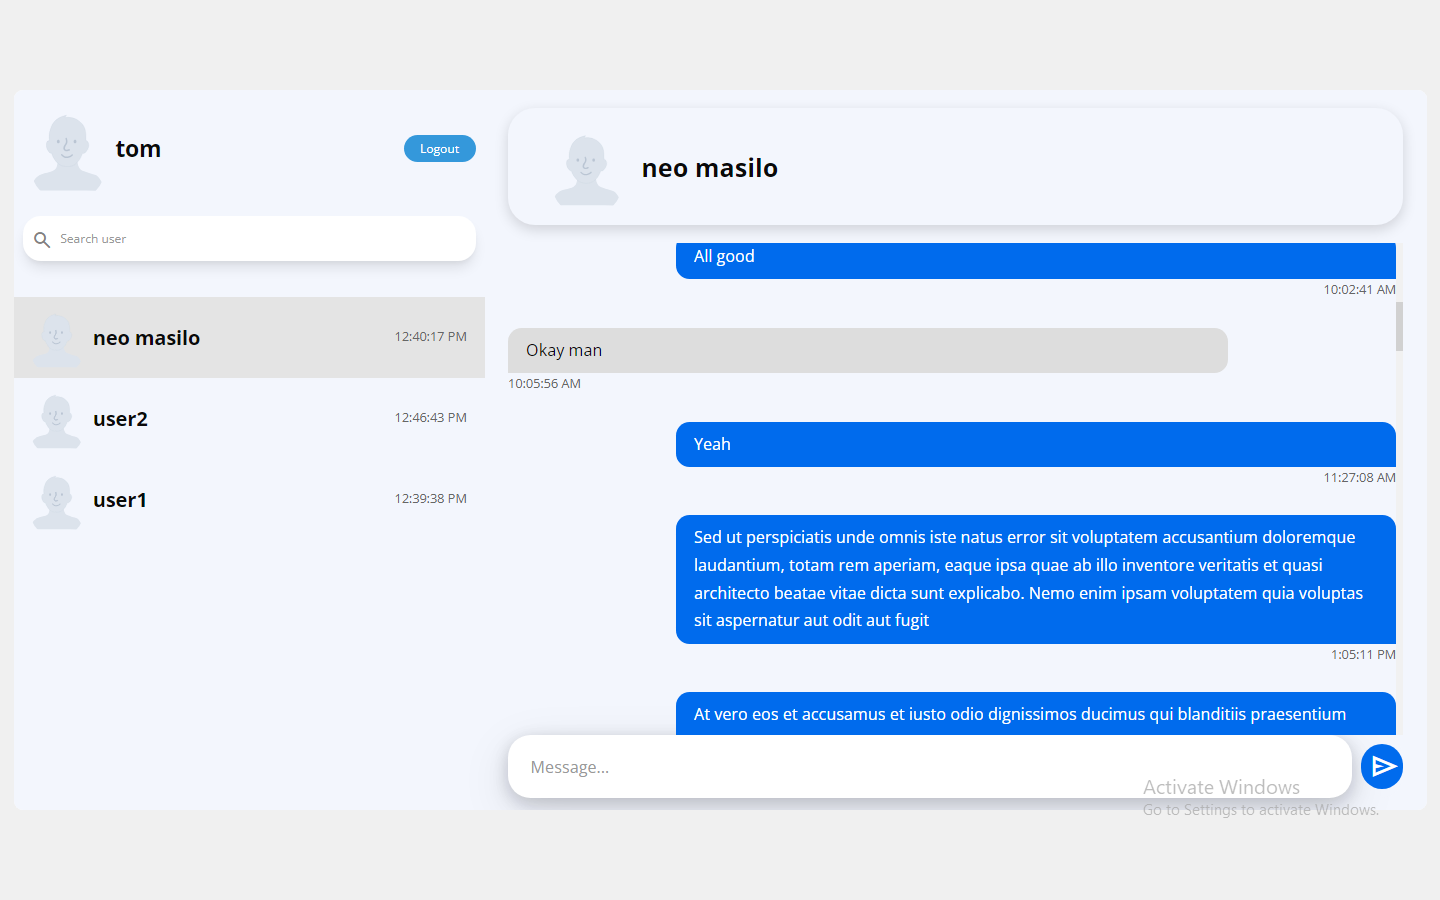 tom
Logout
Search user
neo masilo
12:40:17 PM
user2
12:46:43 PM
user1
12:39:38 PM
neo masilo
All good
10:02:41 AM
Okay man
10:05:56 AM
Yeah
11:27:08 AM
Sed ut perspiciatis unde omnis iste natus error sit voluptatem accusantium doloremque
laudantium, totam rem aperiam, eaque ipsa quae ab illo inventore veritatis et quasi
architecto beatae vitae dicta sunt explicabo. Nemo enim ipsam voluptatem quia voluptas
sit aspernatur aut odit aut fugit
1:05:11 PM
At vero eos et accusamus et iusto odio dignissimos ducimus qui blanditiis praesentium
Message...
Activate Windows
Go to Settings to activate Windows.